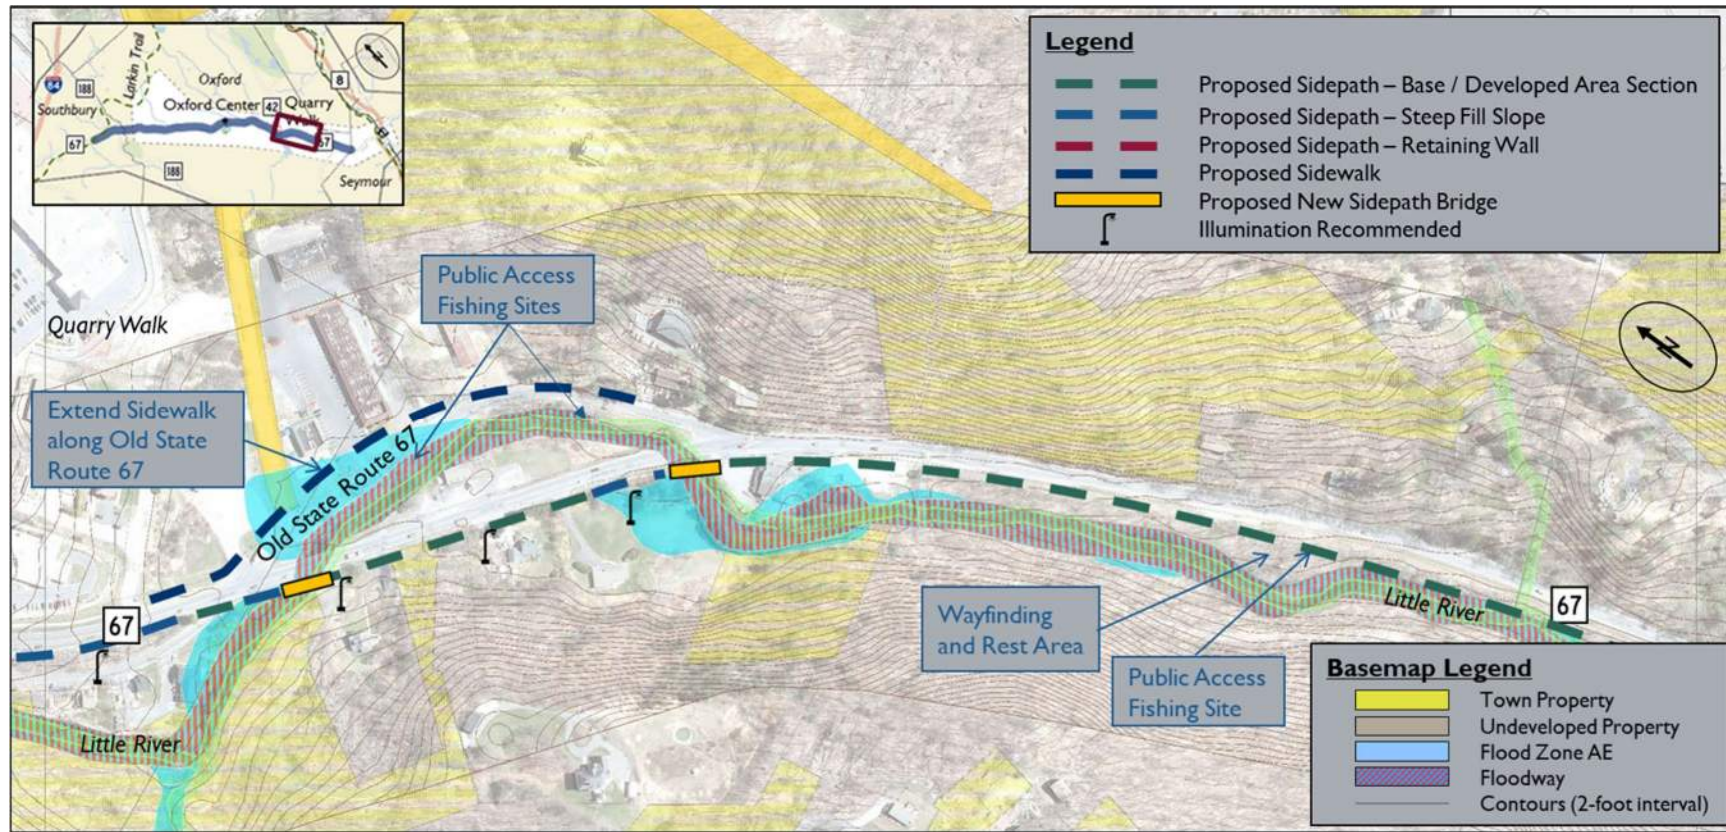 Larkin Trail
84
188
Southbury
67
Oxford
Oxford Center
42
Quarry
Walk
67
8
188
Seymour
Legend
Proposed Sidepath – Base / Developed Area Section
Proposed Sidepath – Steep Fill Slope
Proposed Sidepath – Retaining Wall
Proposed Sidewalk
Proposed New Sidepath Bridge
Illumination Recommended
N
Quarry Walk
Public Access
Fishing Sites
Extend Sidewalk
along Old State
Route 67
Old State Route 67
67
Little River
Wayfinding
and Rest Area
Public Access
Fishing Site
Little River
67
Basemap Legend
Town Property
Undeveloped Property
Flood Zone AE
Floodway
Contours (2-foot interval)